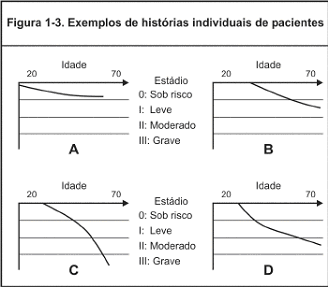 Figura 1-3. Exemplos de histórias individuais de pacientes
Idade
20 70
Estádio
0: Sob risco
I: Leve
II: Moderado
III: Grave
A
Idade
20 70
B
Idade
20 70
Estádio
0: Sob risco
I: Leve
II: Moderado
III: Grave
C
Idade
20 70
D